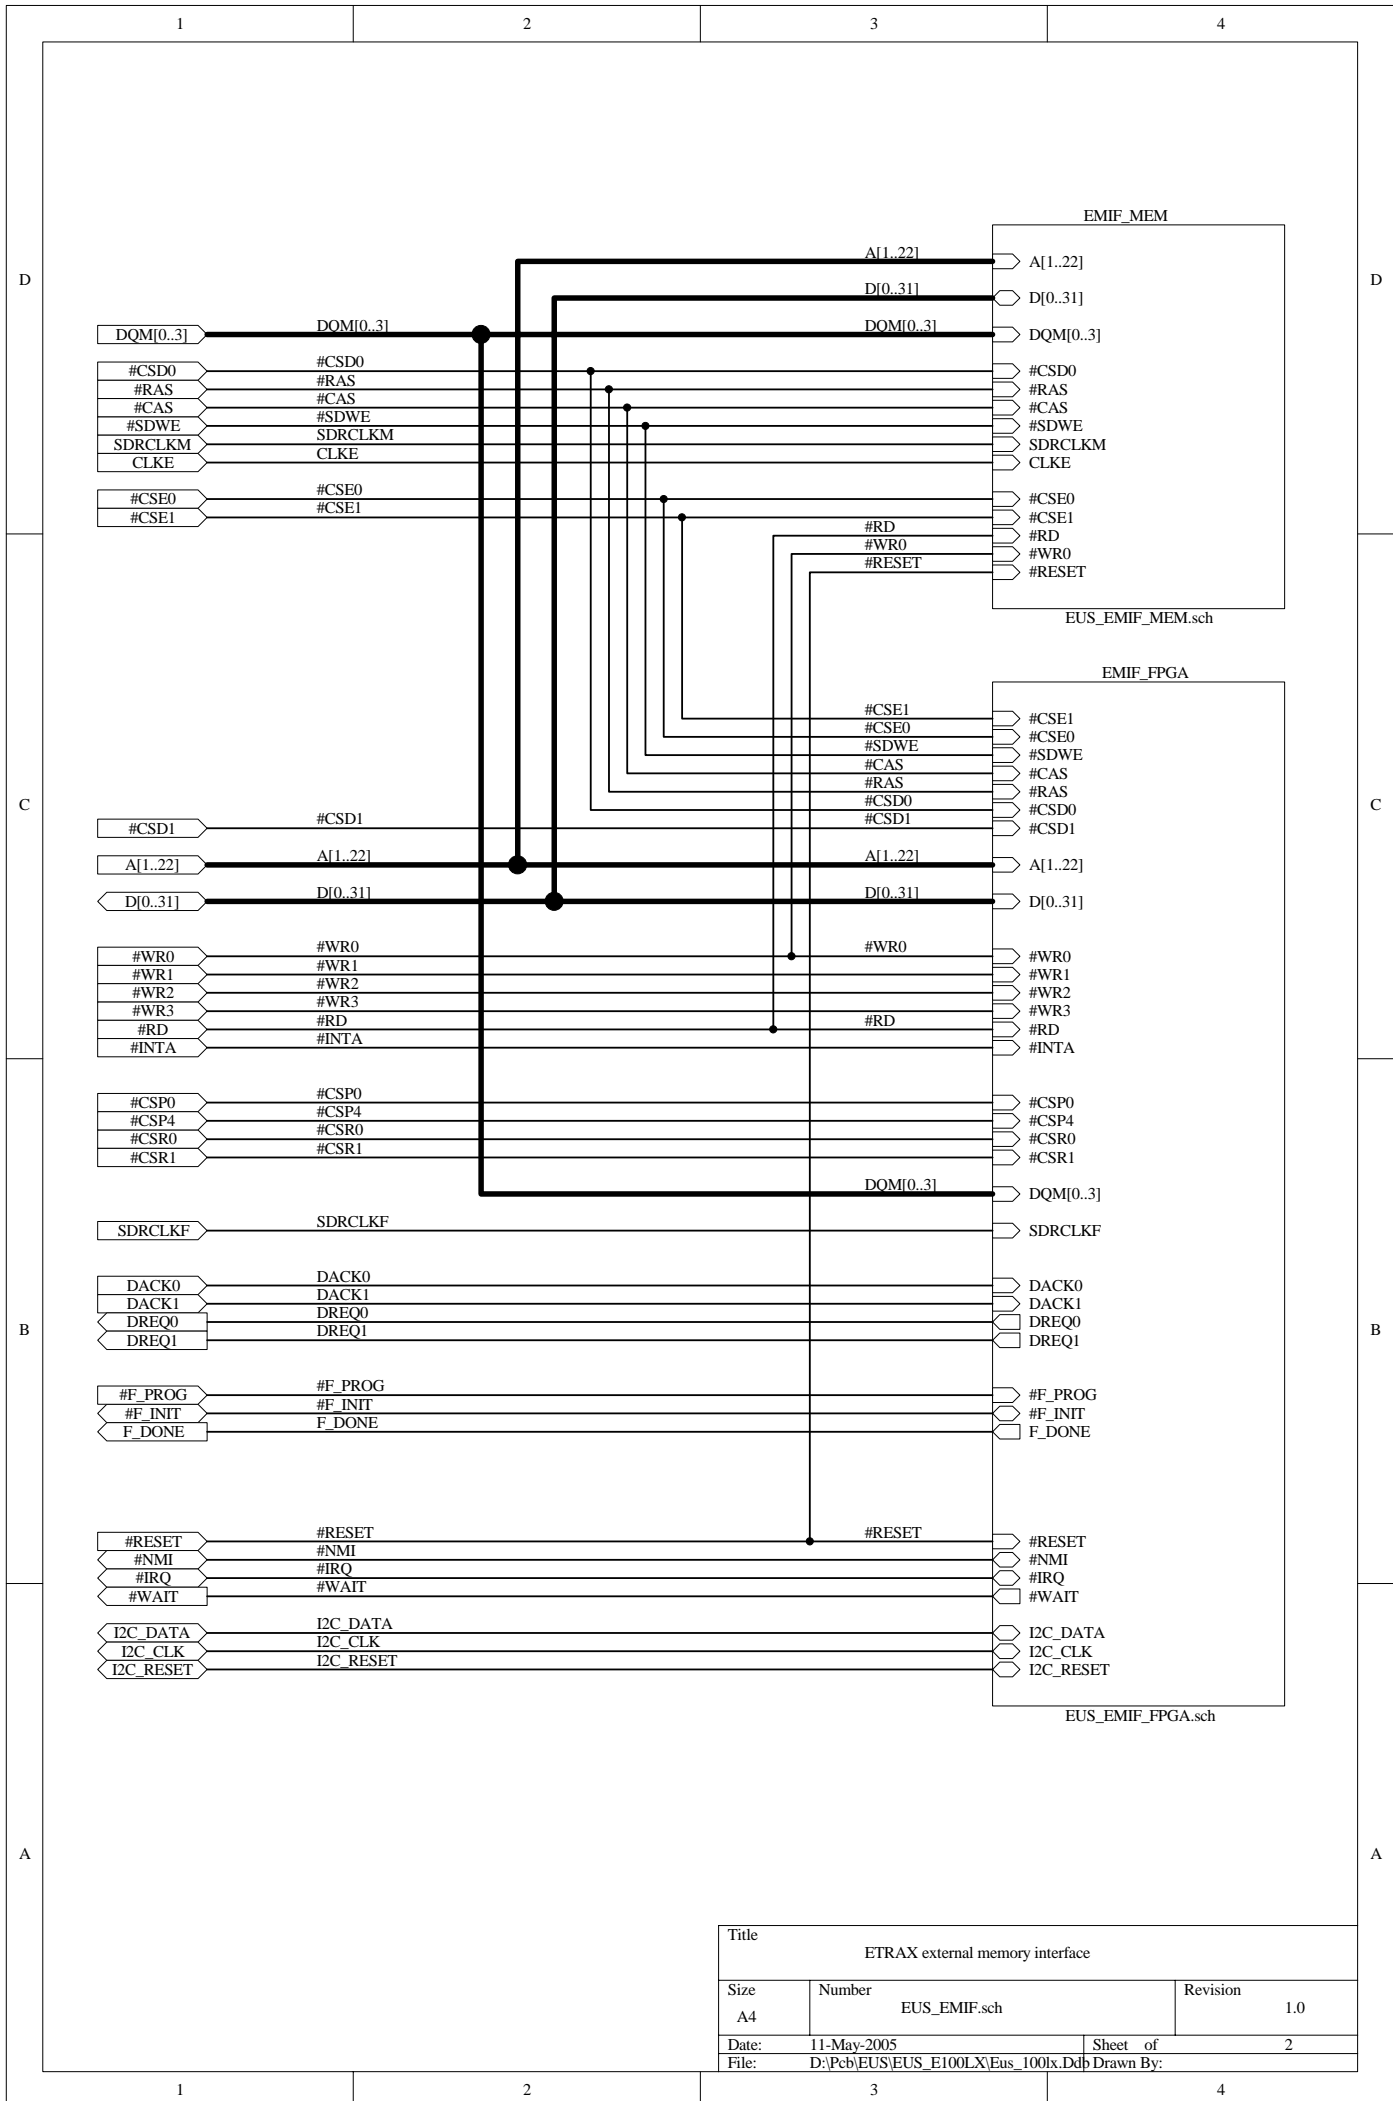 1 2 3 4
EMIF_MEM
A[1..22] A[1..22]
D D
D[0..31] D[0..31]
DQM[0..3] DQM[0..3] DQM[0..3] DQM[0..3]
#CSD0 #CSD0 #CSD0
#RAS #RAS #RAS
#CAS #CAS #CAS
#SDWE #SDWE #SDWE
SDRCLKM SDRCLKM SDRCLKM
CLKE CLKE CLKE
#CSE0 #CSE0 #CSE0
#CSE1 #CSE1 #CSE1
#RD #RD
#WR0 #WR0
#RESET #RESET
EUS_EMIF_MEM.sch
EMIF_FPGA
#CSE1 #CSE1
#CSE0 #CSE0
#SDWE #SDWE
#CAS #CAS
#RAS #RAS
C C
#CSD0 #CSD0
#CSD1 #CSD1 #CSD1 #CSD1
A[1..22] A[1..22] A[1..22] A[1..22]
D[0..31] D[0..31] D[0..31] D[0..31]
#WR0 #WR0 #WR0 #WR0
#WR1 #WR1 #WR1
#WR2 #WR2 #WR2
#WR3 #WR3 #WR3
#RD #RD #RD #RD
#INTA #INTA #INTA
#CSP0 #CSP0 #CSP0
#CSP4 #CSP4 #CSP4
#CSR0 #CSR0 #CSR0
#CSR1 #CSR1 #CSR1
DQM[0..3] DQM[0..3]
SDRCLKF SDRCLKF SDRCLKF
DACK0 DACK0 DACK0
DACK1 DACK1 DACK1
DREQ0 DREQ0 DREQ0
B B
DREQ1 DREQ1 DREQ1
#F_PROG #F_PROG #F_PROG
#F_INIT #F_INIT #F_INIT
F_DONE F_DONE F_DONE
#RESET #RESET #RESET #RESET
#NMI #NMI #NMI
#IRQ #IRQ #IRQ
#WAIT #WAIT #WAIT
I2C_DATA I2C_DATA I2C_DATA
I2C_CLK I2C_CLK I2C_CLK
I2C_RESET I2C_RESET I2C_RESET
EUS_EMIF_FPGA.sch
A A
Title
ETRAX external memory interface
Size Number Revision
A4 EUS_EMIF.sch 1.0
Date: 11-May-2005 Sheet of 2
File: D:\Pcb\EUS\EUS_E100LX\Eus_100lx.Ddb Drawn By:
1 2 3 4